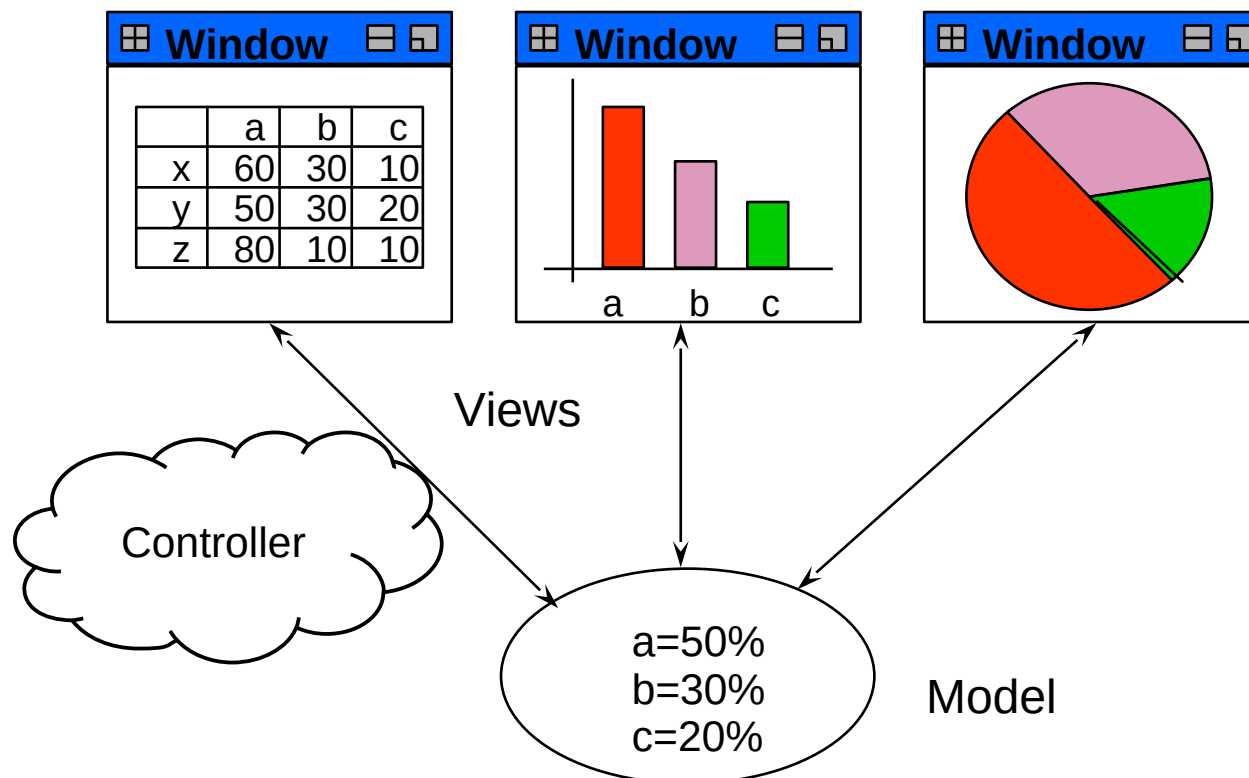 Window
Window
Window
a b c
x 60 30 10
y 50 30 20
z 80 10 10
a b c
Views
Controller
a=50%
b=30%
c=20%
Model